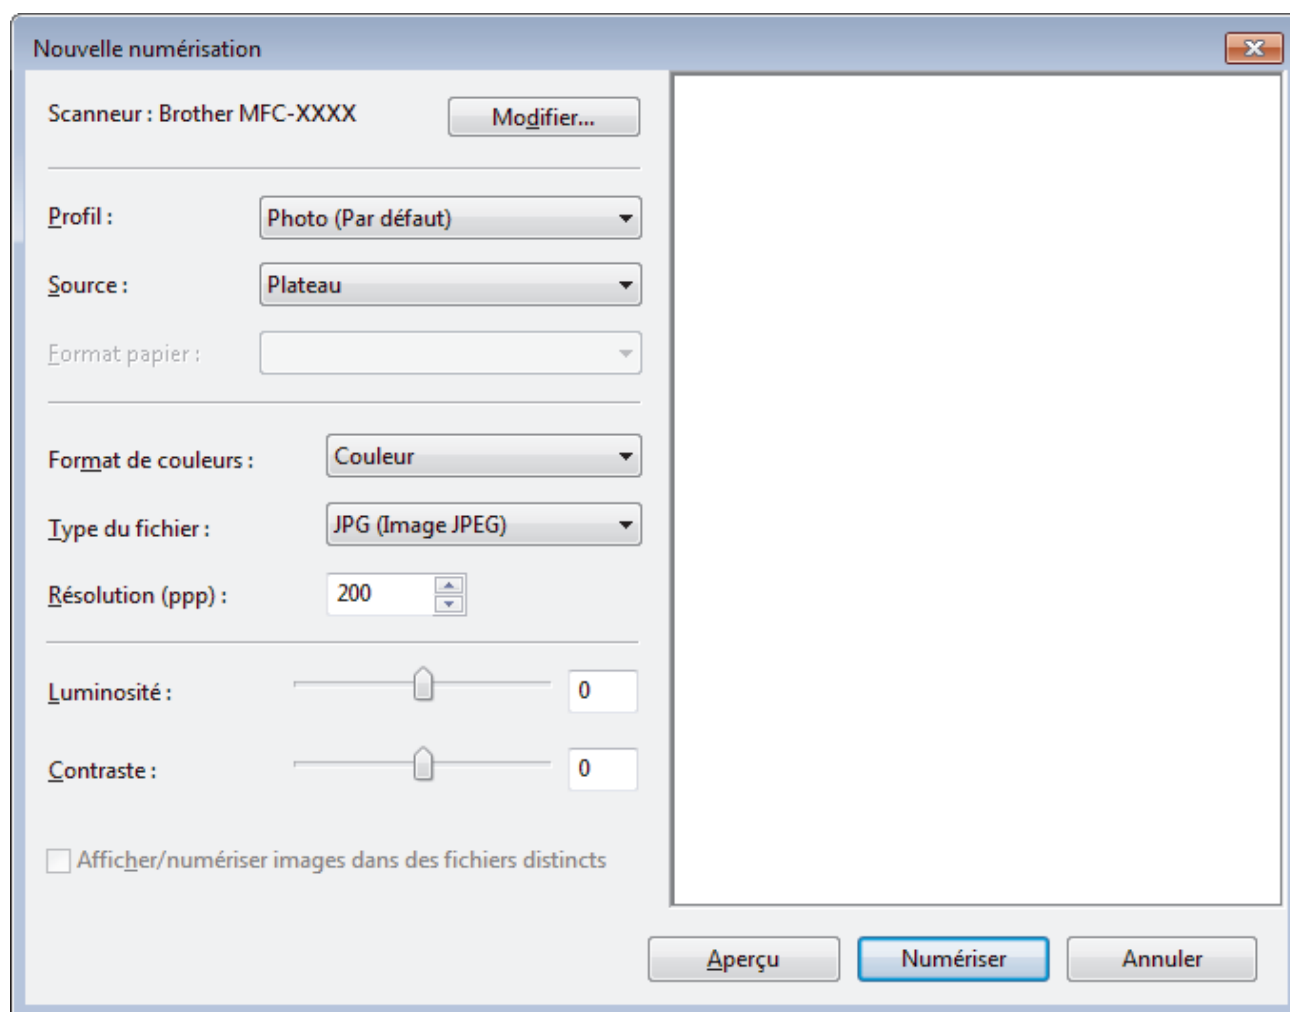 Nouvelle numérisation
Scanneur : Brother MFC-XXXX
Modifier...
Profil :
Photo (Par défaut)
Source :
Plateau
Format papier :
Format de couleurs :
Couleur
Type du fichier :
JPG (Image JPEG)
Résolution (ppp) :
200
Luminosité :
0
Contraste :
0
Afficher/numériser images dans des fichiers distincts
Aperçu
Numériser
Annuler